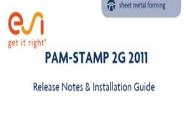 esi
get it right®
sheet metal forming
PAM-STAMP 2G 2011
Release Notes & Installation Guide